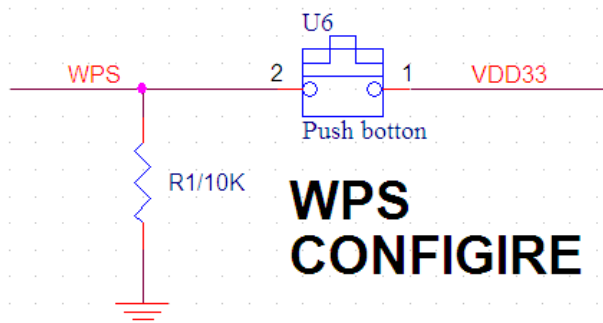 U6
WPS 2 1 VDD33
Push botton
R1/10K
WPS
CONFIGIRE